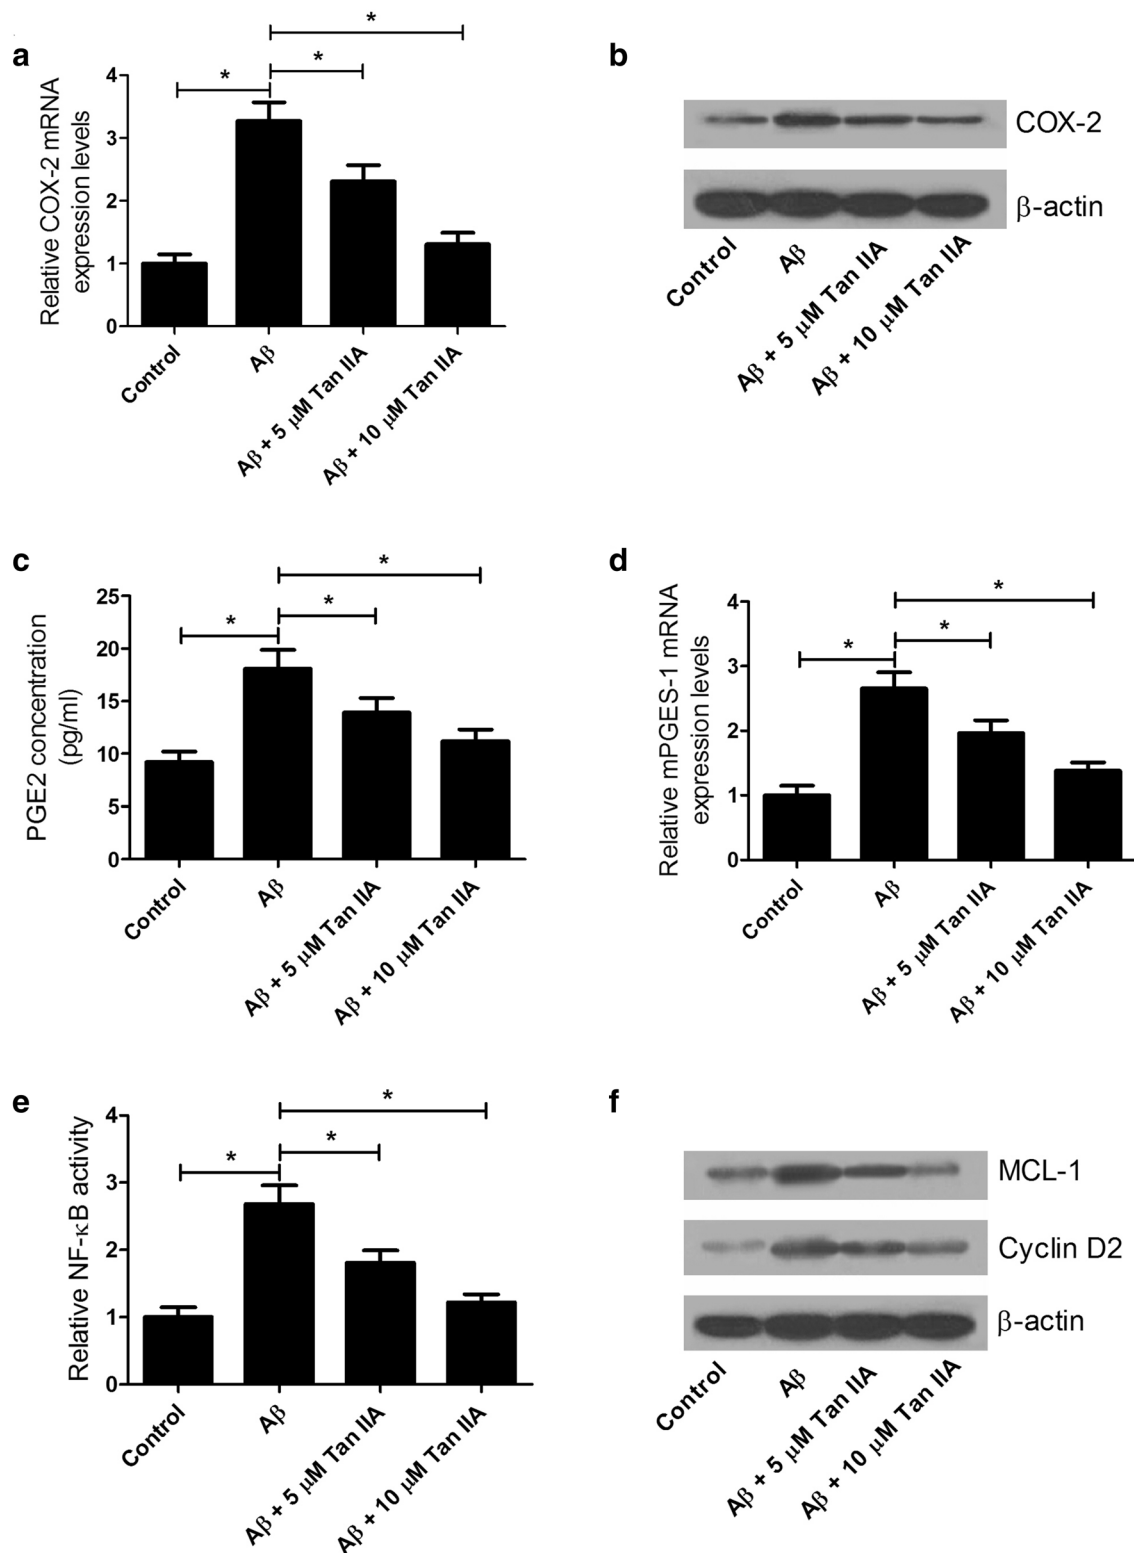 a
Relative COX-2 mRNA
expression levels
4
3
2
1
0
*
*
*
Control
Aβ
Aβ + 5 μM Tan IIA
Aβ + 10 μM Tan IIA
b
COX-2
β-actin
Control
Aβ
Aβ + 5 μM Tan IIA
Aβ + 10 μM Tan IIA
c
PGE2 concentration
(pg/ml)
25
20
15
10
5
0
*
*
*
Control
Aβ
Aβ + 5 μM Tan IIA
Aβ + 10 μM Tan IIA
d
Relative mPGES-1 mRNA
expression levels
4
3
2
1
0
*
*
*
Control
Aβ
Aβ + 5 μM Tan IIA
Aβ + 10 μM Tan IIA
e
Relative NF-κB activity
4
3
2
1
0
*
*
*
Control
Aβ
Aβ + 5 μM Tan IIA
Aβ + 10 μM Tan IIA
f
MCL-1
Cyclin D2
β-actin
Control
Aβ
Aβ + 5 μM Tan IIA
Aβ + 10 μM Tan IIA